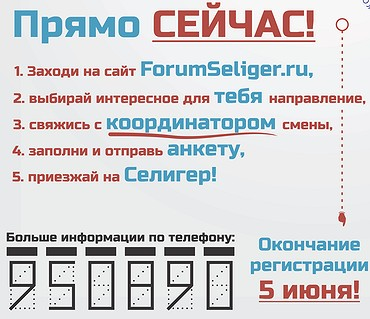 Прямо СЕЙЧАС!
1. Заходи на сайт ForumSeliger.ru,
2. выбирай интересное для тебя направление,
3. свяжись с координатором смены,
4. заполни и отправь анкету,
5. приезжай на Селигер!
Больше информации по телефону:
950890
Окончание
регистрации
5 июня!